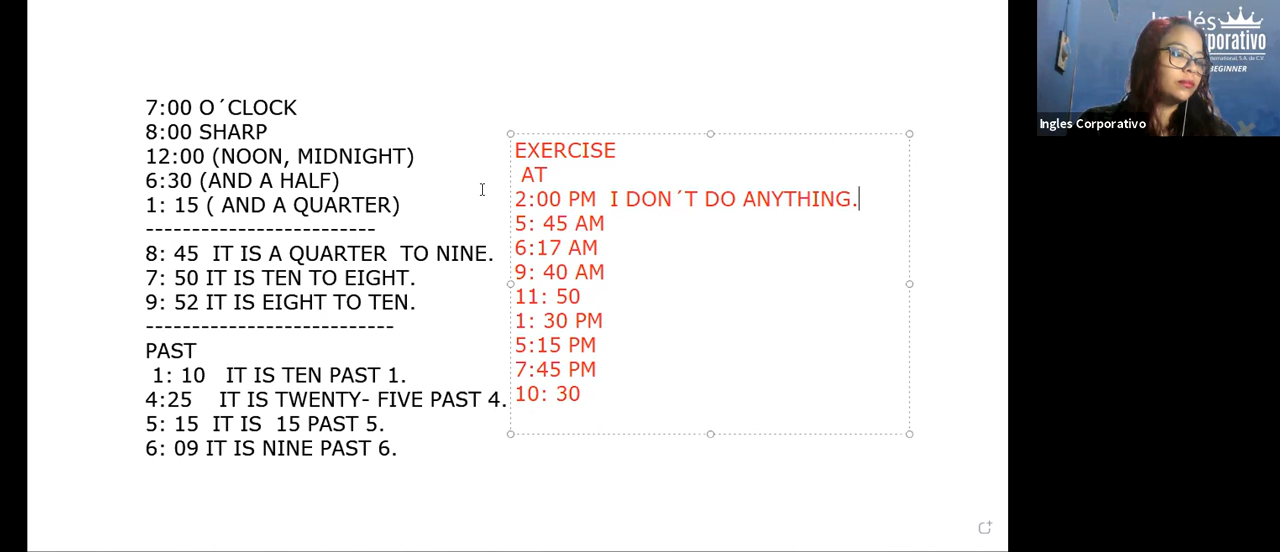 7:00 O´CLOCK
8:00 SHARP
12:00 (NOON, MIDNIGHT)
6:30 (AND A HALF)
1: 15 ( AND A QUARTER)
-------------------------
8: 45  IT IS A QUARTER  TO NINE.
7: 50 IT IS TEN TO EIGHT.
9: 52 IT IS EIGHT TO TEN.
---------------------------
PAST
1: 10   IT IS TEN PAST 1.
4:25    IT IS TWENTY- FIVE PAST 4.
5: 15  IT IS  15 PAST 5.
6: 09 IT IS NINE PAST 6.
EXERCISE
AT
2:00 PM  I DON´T DO ANYTHING.
5: 45 AM
6:17 AM
9: 40 AM
11: 50
1: 30 PM
5:15 PM
7:45 PM
10: 30
Inglés
porativo
International, S.A. de C.V.
HEGINNER
Ingles Corporativo